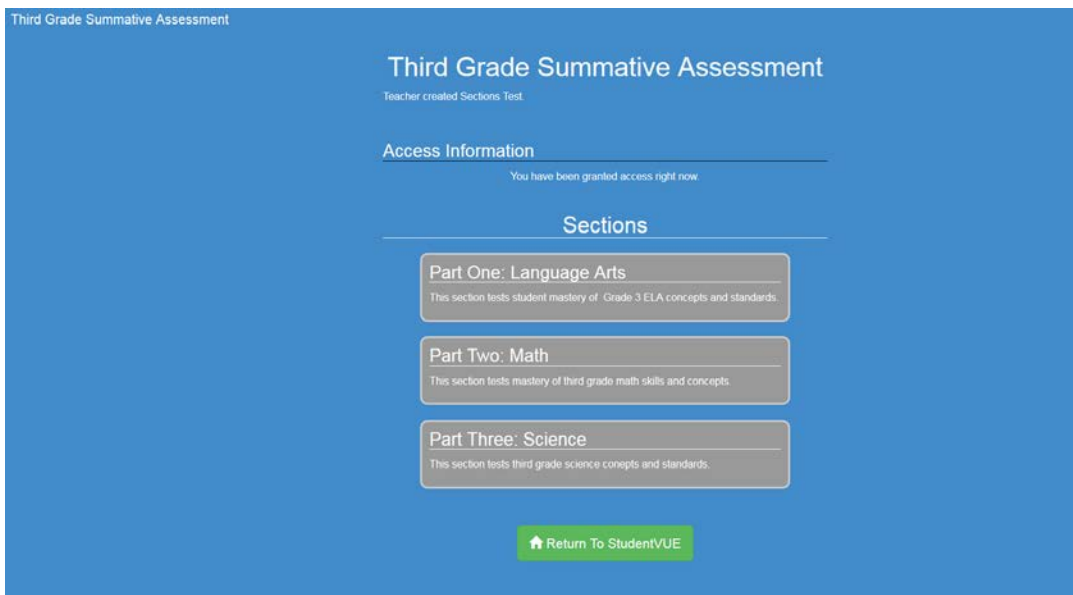 Third Grade Summative Assessment
Third Grade Summative Assessment
Teacher created Sections Test.
Access Information
You have been granted access right now.
Sections
Part One: Language Arts
This section tests student mastery of Grade 3 ELA concepts and standards.
Part Two: Math
This section tests mastery of third grade math skills and concepts.
Part Three: Science
This section tests third grade science conepts and standards.
Return To StudentVUE